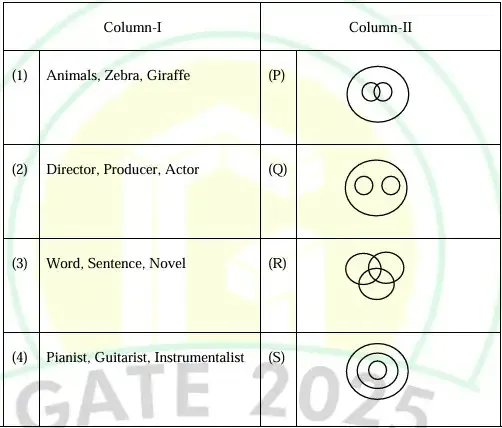 Column-I Column-II
(1) Animals, Zebra, Giraffe (P)
(2) Director, Producer, Actor (Q)
(3) Word, Sentence, Novel (R)
(4) Pianist, Guitarist, Instrumentalist (S)
GATE 2025